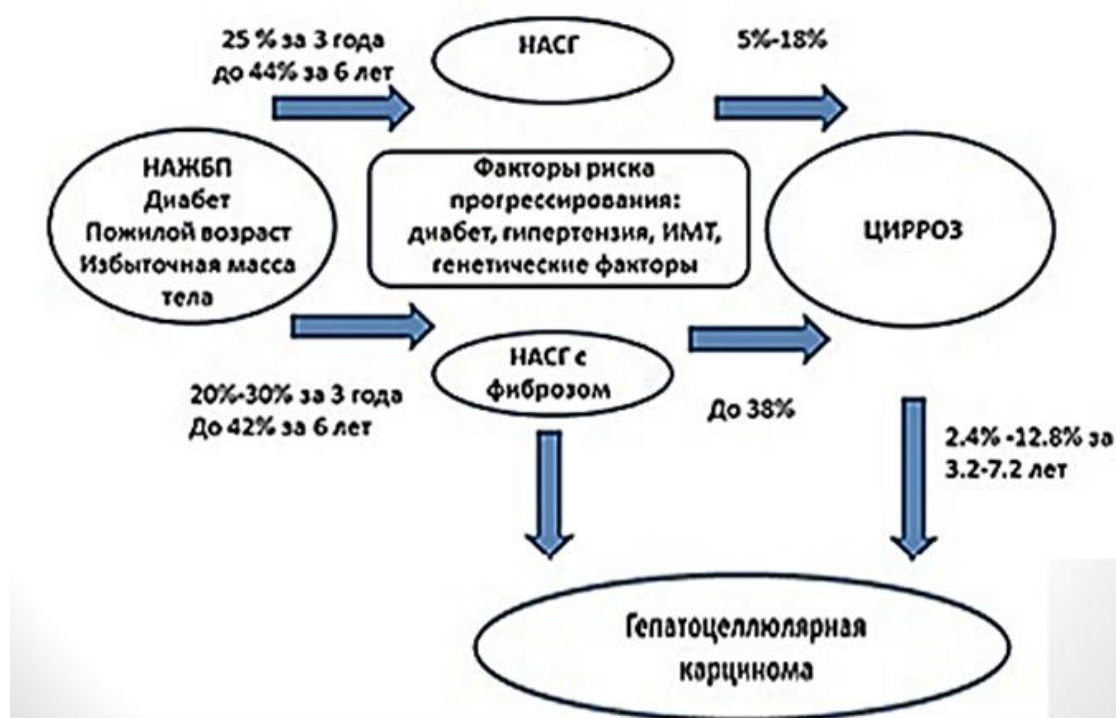 25 % за 3 года
до 44% за 6 лет
НАСГ
5%-18%
НАЖБП
Диабет
Пожилой возраст
Избыточная масса
тела
Факторы риска
прогрессирования:
диабет, гипертензия, ИМТ,
генетические факторы
ЦИРРОЗ
20%-30% за 3 года
До 42% за 6 лет
НАСГ с
фиброзом
До 38%
2.4% -12.8% за
3.2-7.2 лет
Гепатоцеллюлярная
карцинома